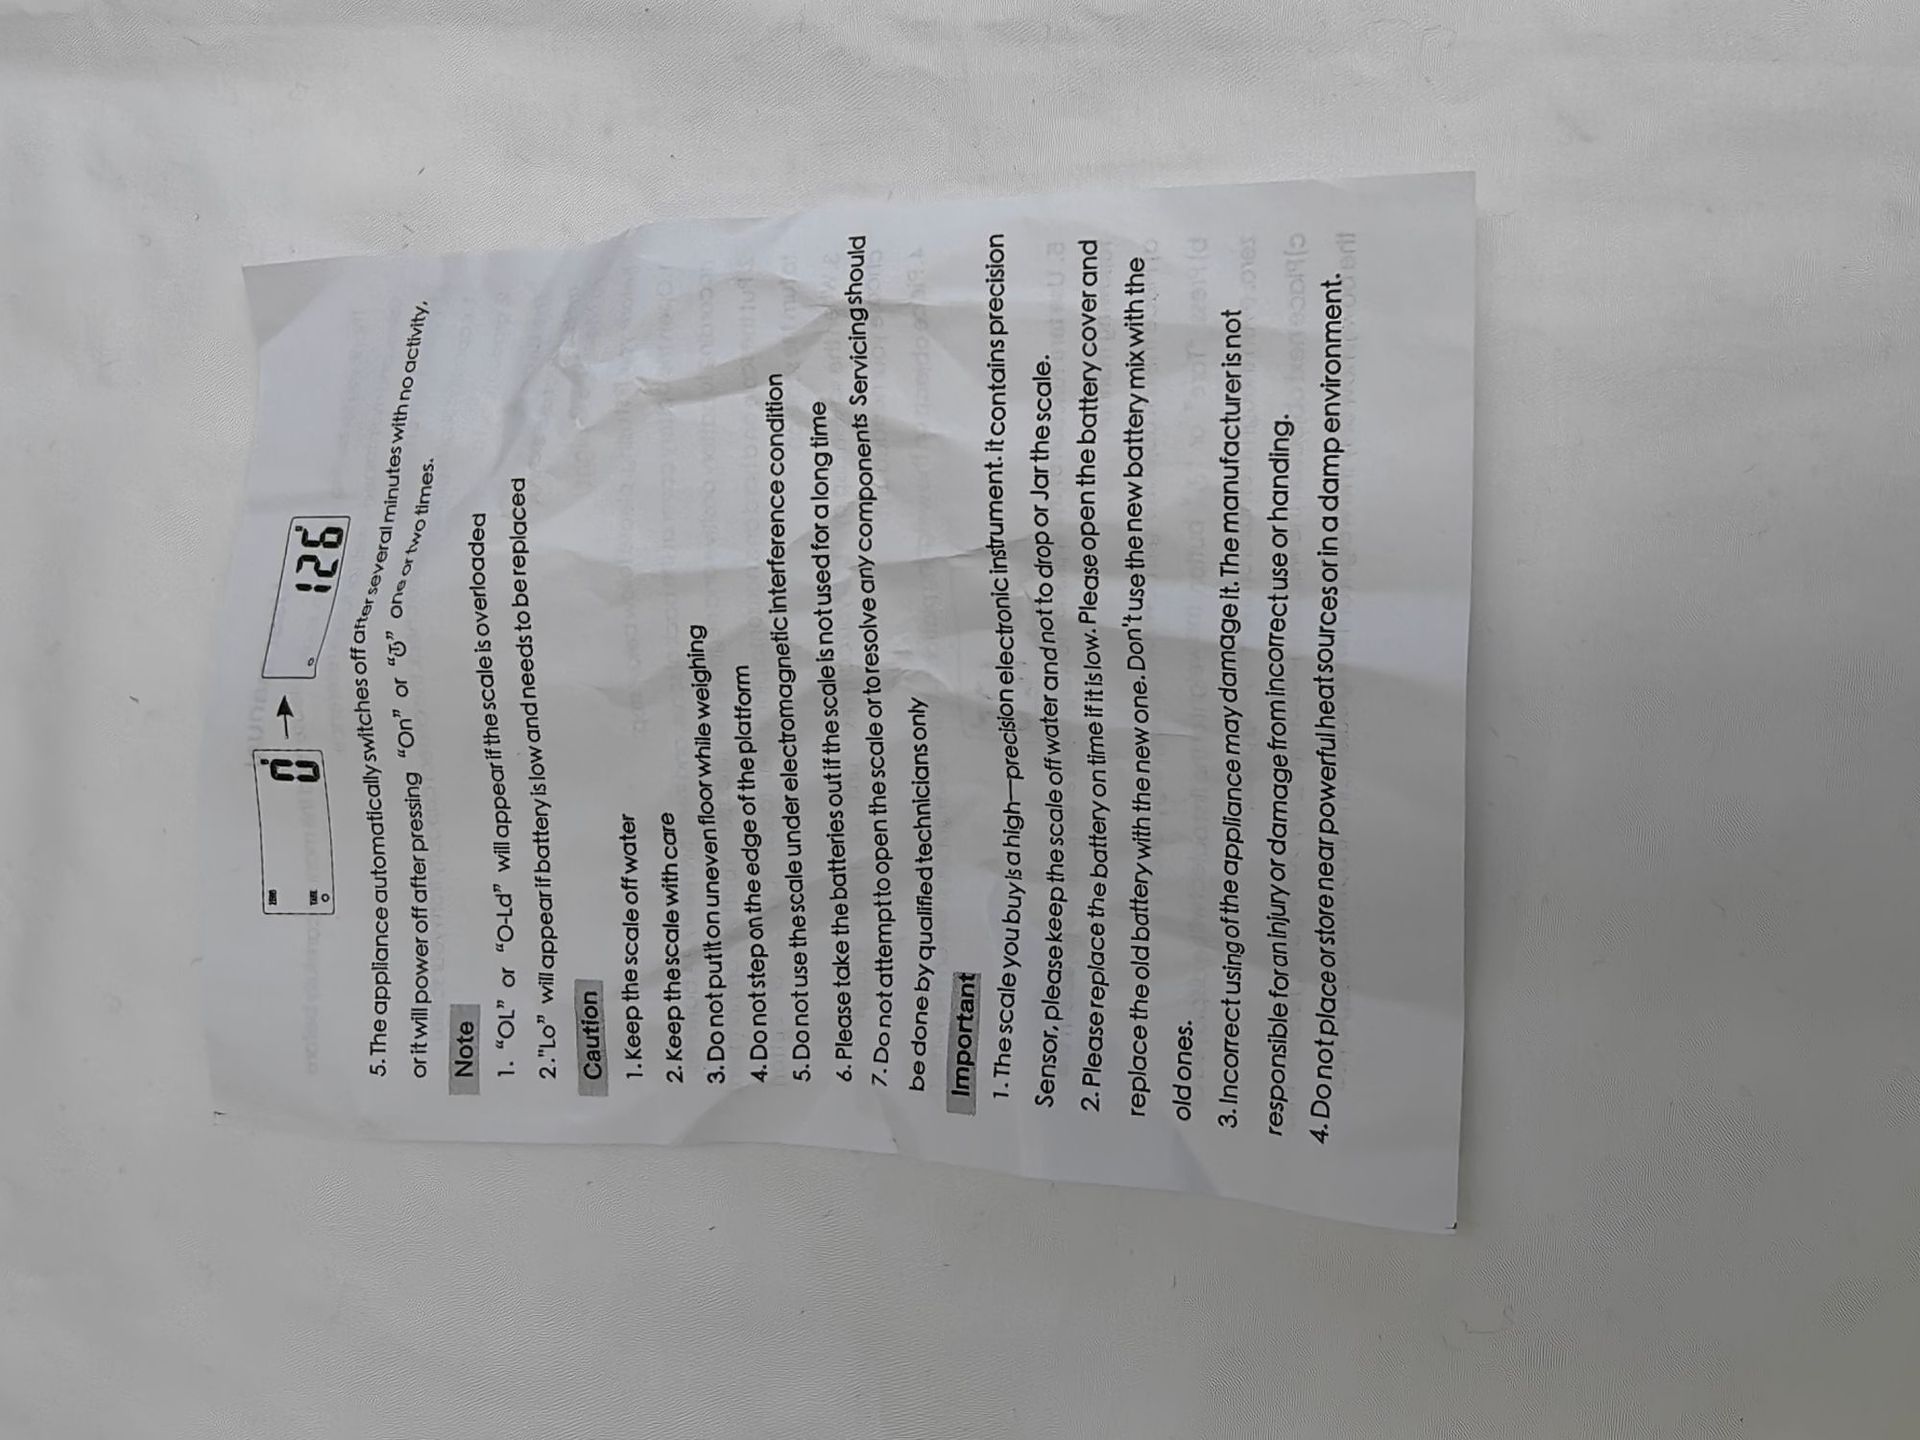 ZERO
TARE
0
126
5. The appliance automatically switches off after several minutes with no activity,
or it will power off after pressing "On" or "⏻" one or two times.
Note
1. "OL" or "O-Ld" will appear if the scale is overloaded
2."Lo" will appear if battery is low and needs to be replaced
Caution
1. Keep the scale off water
2. Keep the scale with care
3. Do not put it on uneven floor while weighing
4. Do not step on the edge of the platform
5. Do not use the scale under electromagnetic interference condition
6. Please take the batteries out if the scale is not used for a long time
7. Do not attempt to open the scale or to resolve any components Servicing should
be done by qualified technicians only
Important
1. The scale you buy Is a high—precision electronic instrument. it contains precision
Sensor, please keep the scale off water and not to drop or Jar the scale.
2. Please replace the battery on time if it is low. Please open the battery cover and
replace the old battery with the new one. Don't use the new battery mix with the
old ones.
3. Incorrect using of the appliance may damage it. The manufacturer is not
responsible for an injury or damage from incorrect use or handing.
4. Do not place or store near powerful heat sources or in a damp environment.